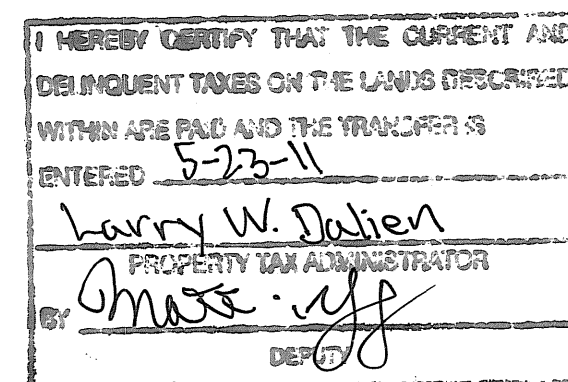 I HEREBY CERTIFY THAT THE CURRENT AND
DELINQUENT TAXES ON THE LANDS DESCRIBED
WITHIN ARE PAID AND THE TRANSFER IS
ENTERED 5-23-11
Larry W. Dalien
PROPERTY TAX ADMINISTRATOR
BY
DEPUTY